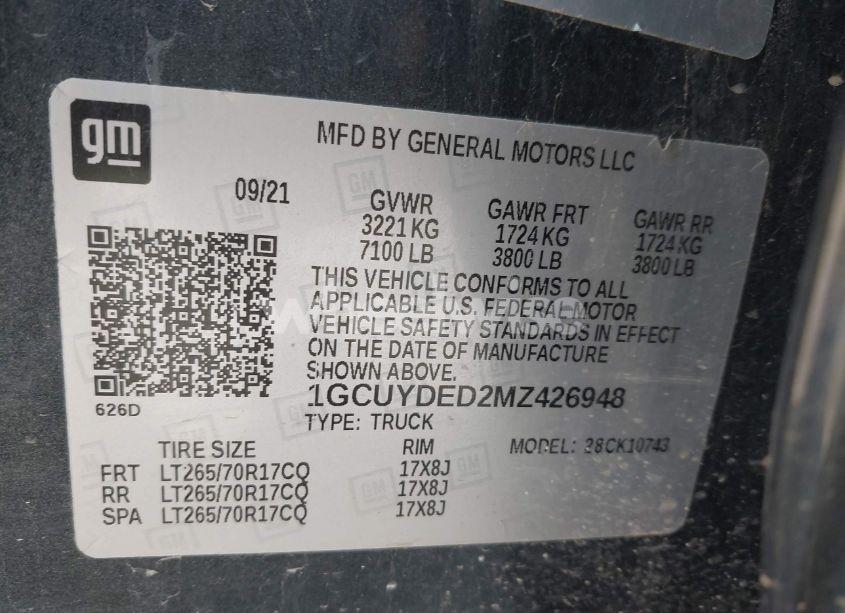 gm
MFD BY GENERAL MOTORS LLC
09/21
GVWR GAWR FRT GAWR RR
3221 KG 1724 KG 1724 KG
7100 LB 3800 LB 3800 LB
THIS VEHICLE CONFORMS TO ALL
APPLICABLE U.S. FEDERAL MOTOR
VEHICLE SAFETY STANDARDS IN EFFECT
ON THE DATE OF MANUFACTURE
SHOWN ABOVE.
1GCUYDED2MZ426948
626D
TYPE: TRUCK
TIRE SIZE RIM MODEL: 38CK10743
FRT LT265/70R17CQ 17X8J
RR LT265/70R17CQ 17X8J
SPA LT265/70R17CQ 17X8J